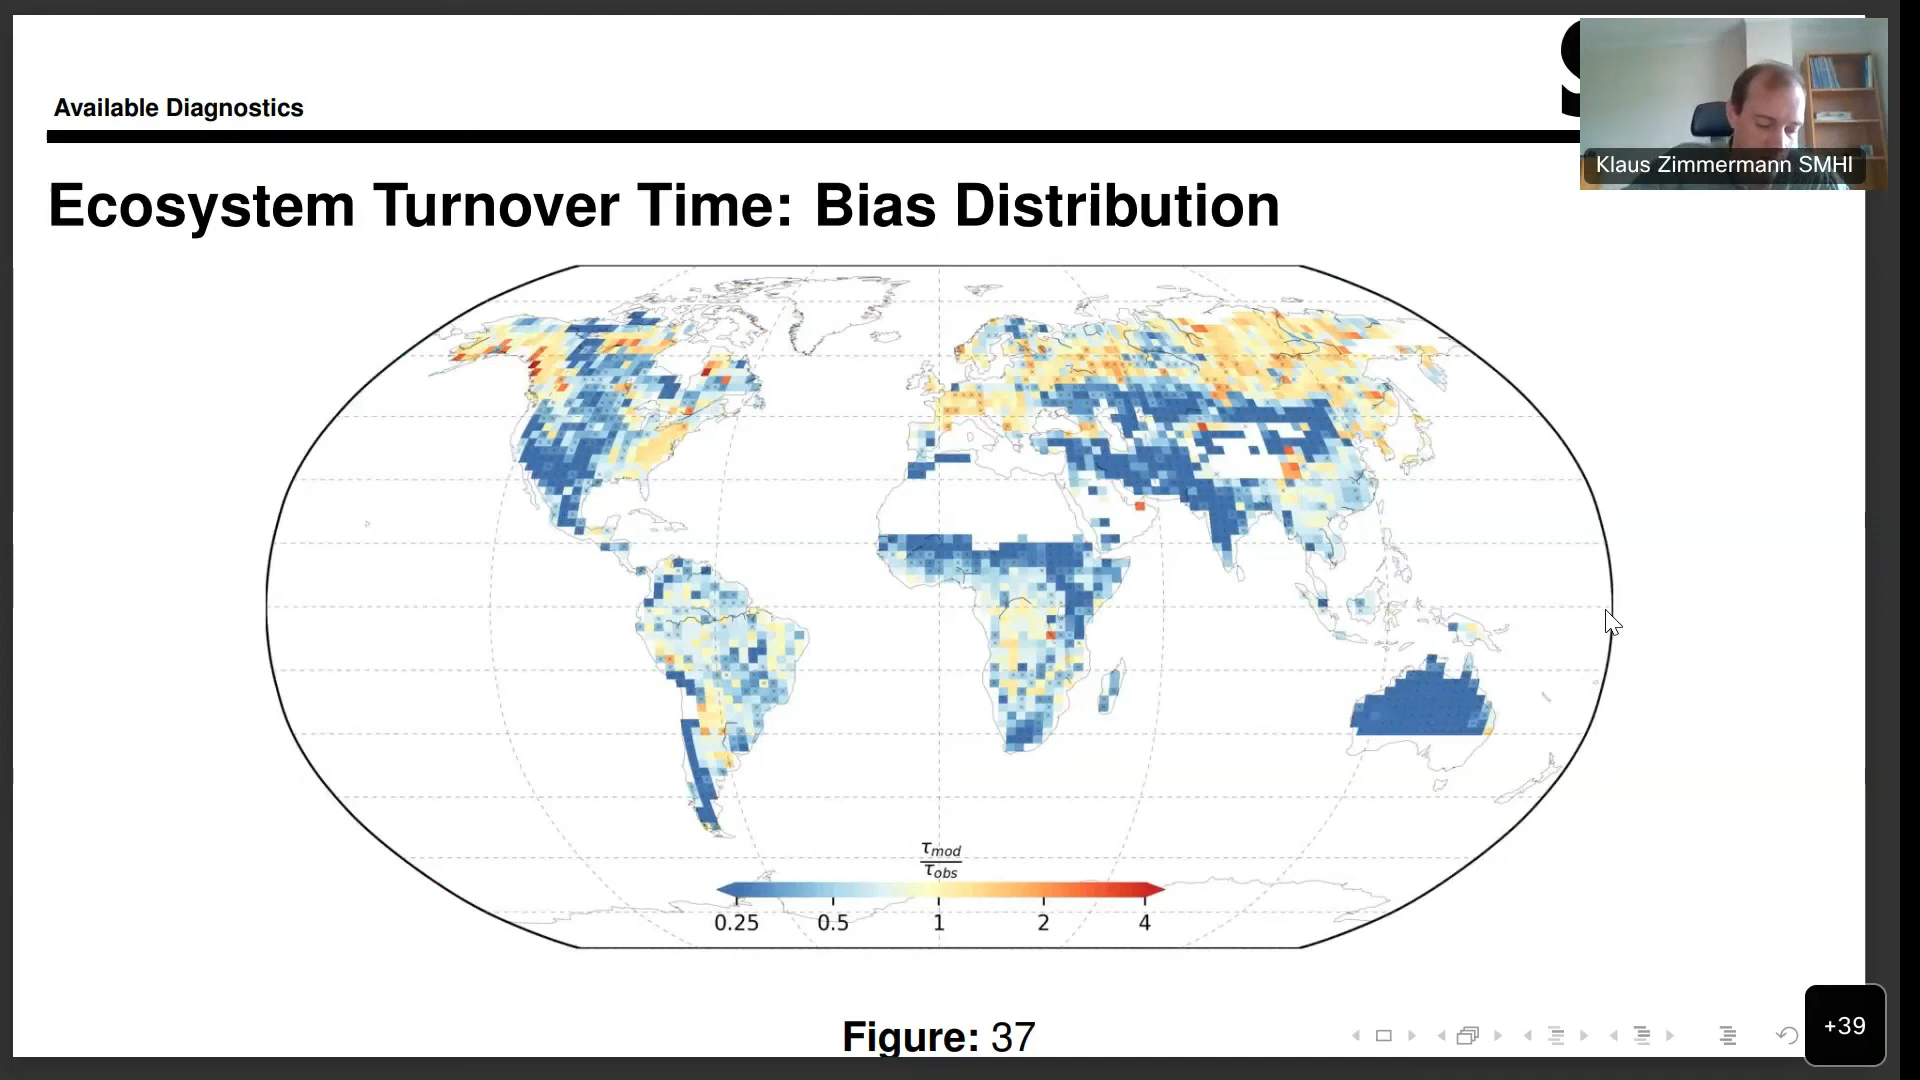 Available Diagnostics
Klaus Zimmermann SMHI
Ecosystem Turnover Time: Bias Distribution
τmod
τobs
0.25 0.5 1 2 4
Figure: 37
+39